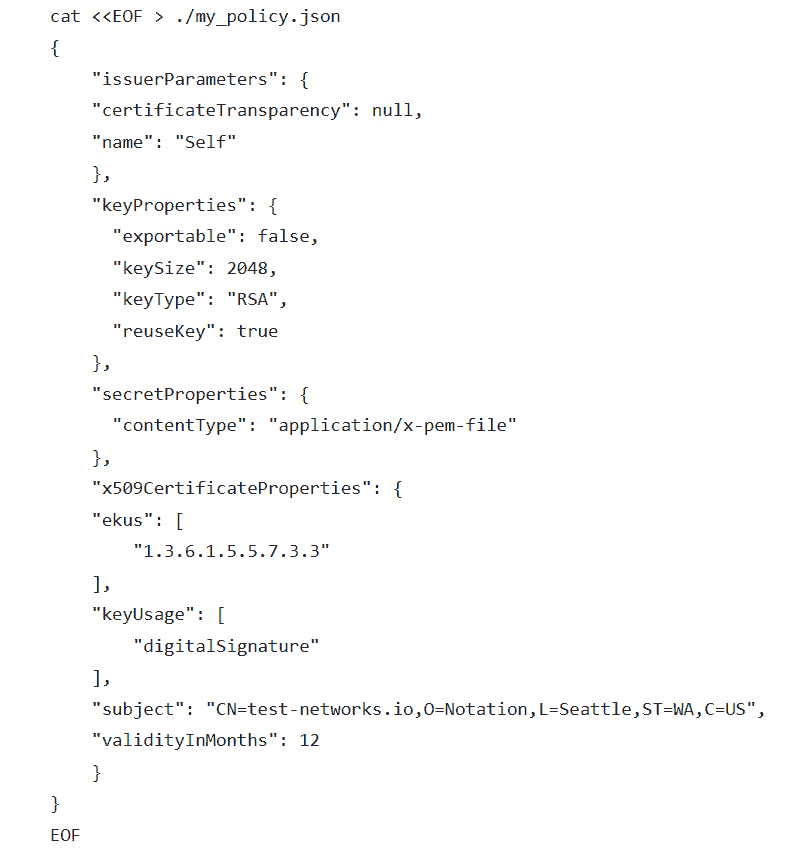 cat <<EOF > ./my_policy.json
{
    "issuerParameters": {
    "certificateTransparency": null,
    "name": "Self"
    },
    "keyProperties": {
      "exportable": false,
      "keySize": 2048,
      "keyType": "RSA",
      "reuseKey": true
    },
    "secretProperties": {
      "contentType": "application/x-pem-file"
    },
    "x509CertificateProperties": {
    "ekus": [
        "1.3.6.1.5.5.7.3.3"
    ],
    "keyUsage": [
        "digitalSignature"
    ],
    "subject": "CN=test-networks.io,O=Notation,L=Seattle,ST=WA,C=US",
    "validityInMonths": 12
    }
}
EOF